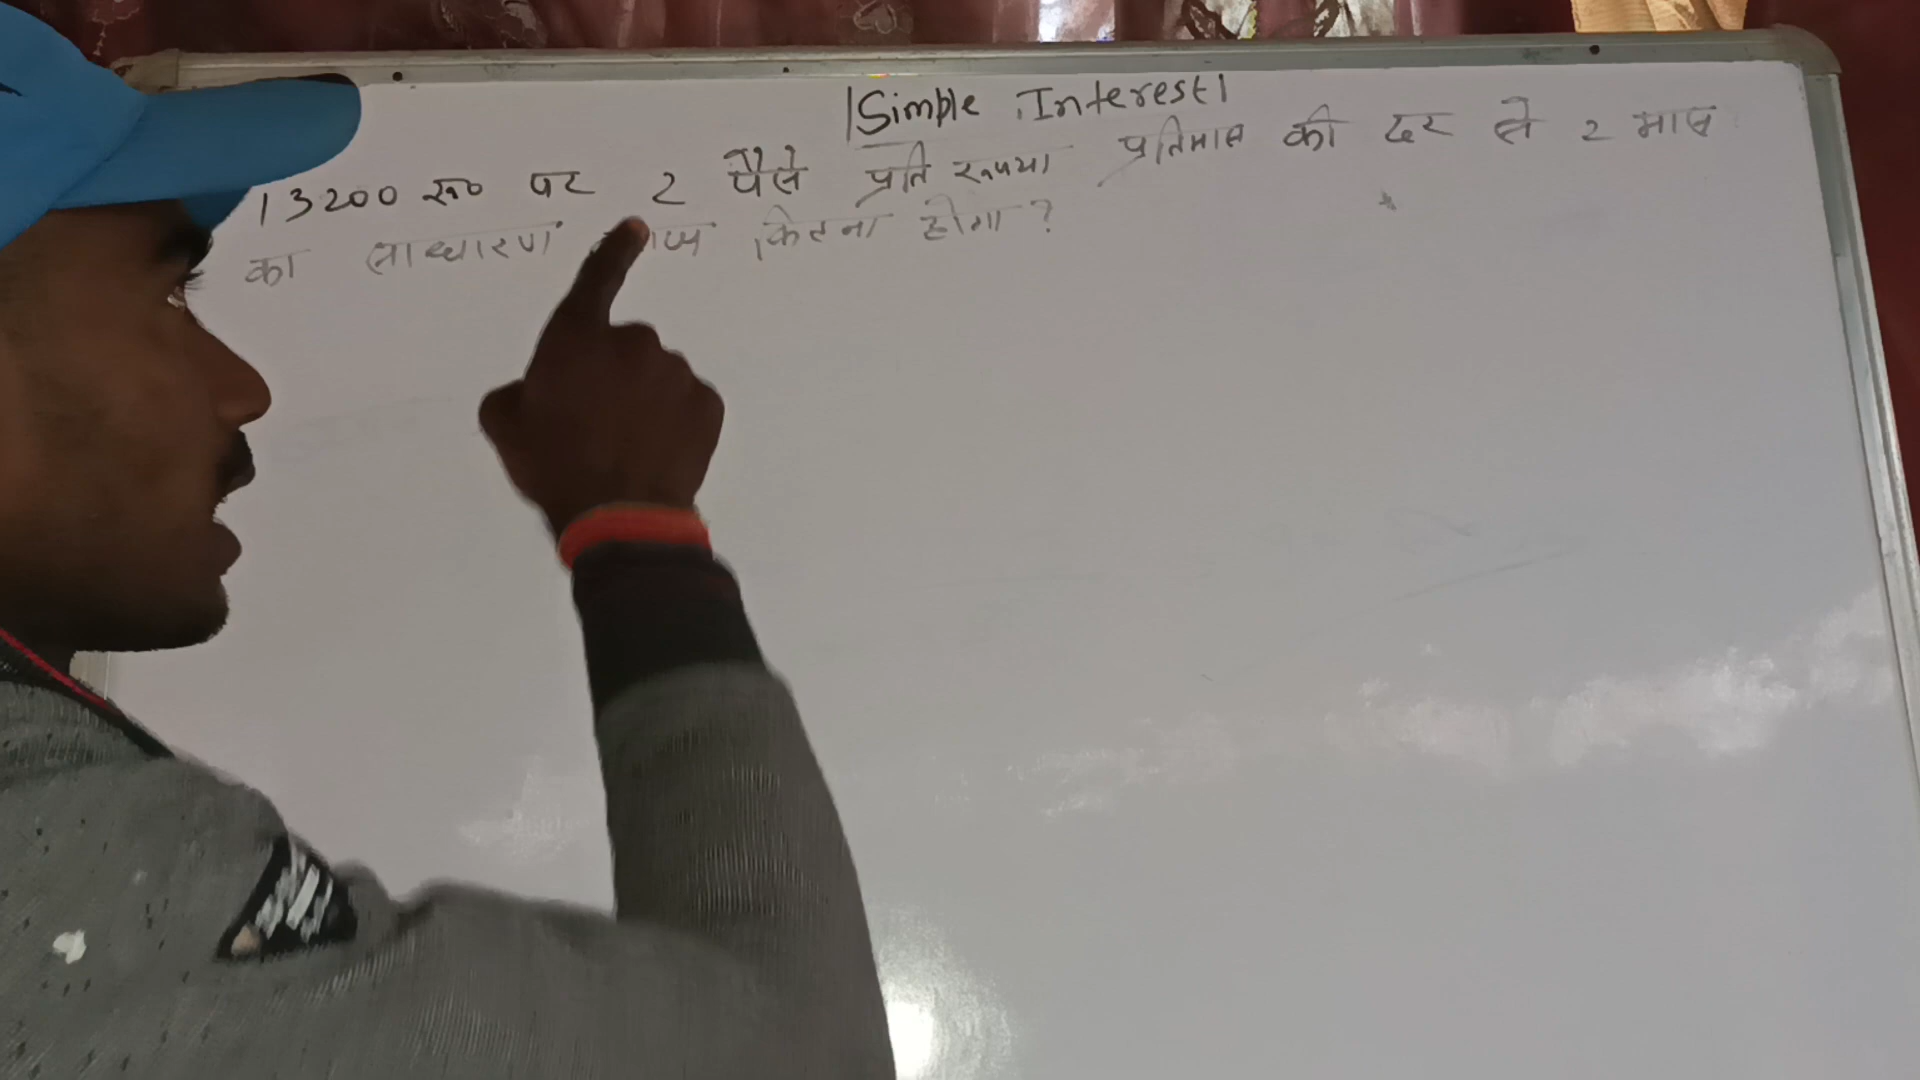 |Simple Interest|
13200 रू० पर 2 पैसे प्रति रूपया प्रतिमास की दर से 2 मास
का साधारण कितना होगा ?